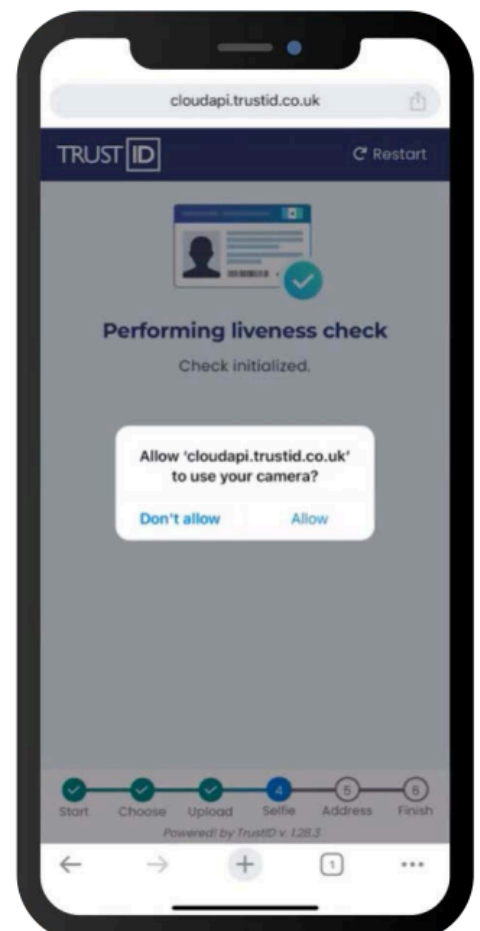 cloudapi.trustid.co.uk
TRUST ID
Restart
Performing liveness check
Check initialized.
Allow 'cloudapi.trustid.co.uk'
to use your camera?
Don't allow Allow
4 5 6
Start Choose Upload Selfie Address Finish
Powered! by TrustID v. 1.28.3
1